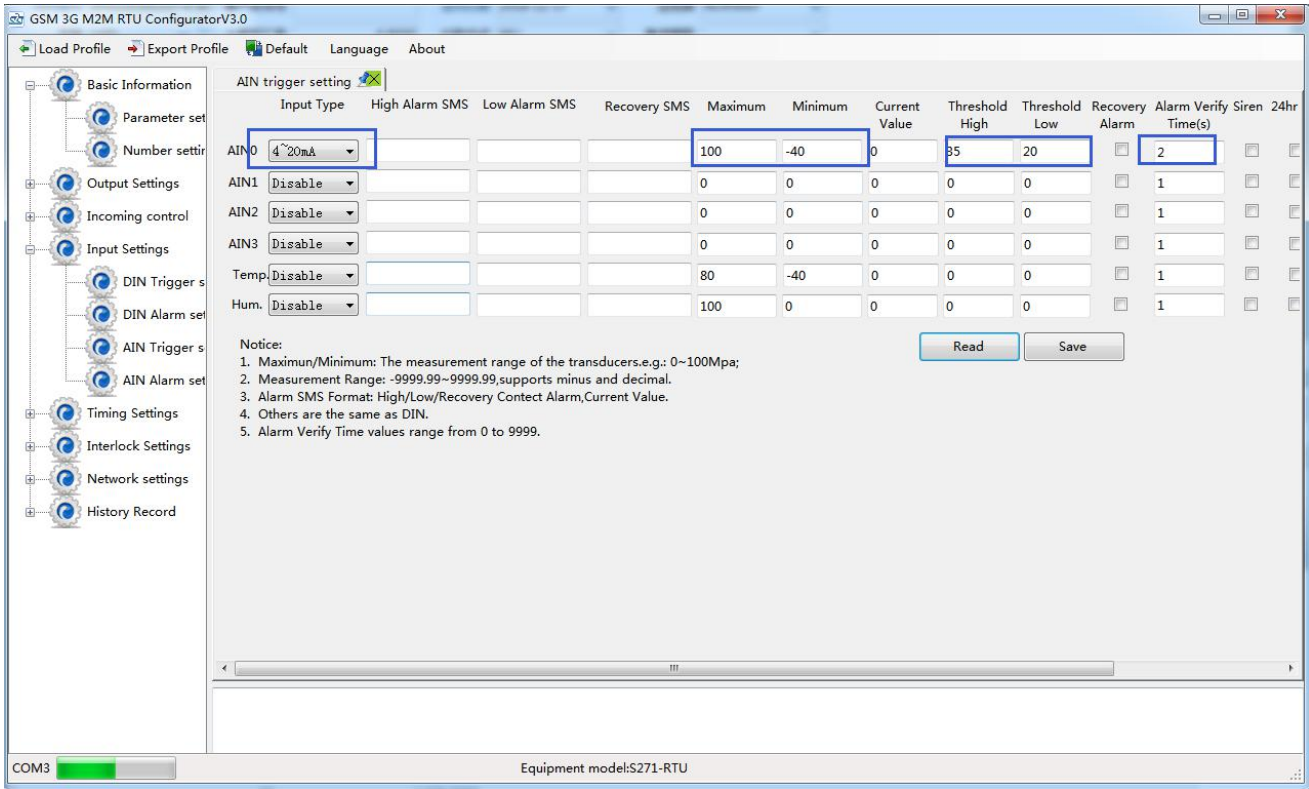 GSM 3G M2M RTU ConfiguratorV3.0
Load Profile Export Profile Default Language About
Basic Information
Parameter set
Number settin
Output Settings
Incoming control
Input Settings
DIN Trigger s
DIN Alarm set
AIN Trigger s
AIN Alarm set
Timing Settings
Interlock Settings
Network settings
History Record
AIN trigger setting
Input Type High Alarm SMS Low Alarm SMS Recovery SMS Maximum Minimum Current Value Threshold High Threshold Low Recovery Alarm Alarm Verify Time(s) Siren 24hr
AIN0 4~20mA 100 -40 0 35 20 2
AIN1 Disable 0 0 0 0 0 1
AIN2 Disable 0 0 0 0 0 1
AIN3 Disable 0 0 0 0 0 1
Temp. Disable 80 -40 0 0 0 1
Hum. Disable 100 0 0 0 0 1
Notice:
1. Maximun/Minimum: The measurement range of the transducers.e.g.: 0~100Mpa;
2. Measurement Range: -9999.99~9999.99,supports minus and decimal.
3. Alarm SMS Format: High/Low/Recovery Contect Alarm,Current Value.
4. Others are the same as DIN.
5. Alarm Verify Time values range from 0 to 9999.
Read Save
COM3 Equipment model:S271-RTU